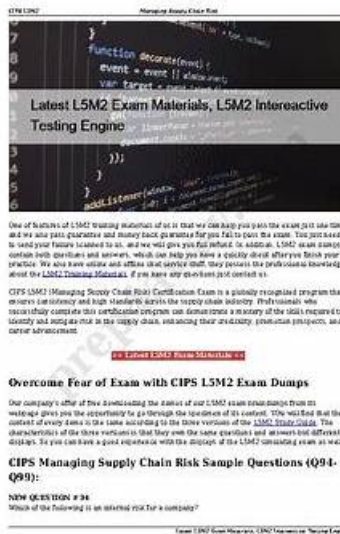 CIPS L5M2 Managing Supply Chain Risk
function decorate(event) {
event = event || window.event;
var target =
Latest L5M2 Exam Materials, L5M2 Intereactive
Testing Engine
});
}
addListener(window,
One of features of L5M2 training materials of us is that we can help you pass the exam just one time,
and we also pass guarantee and money back guarantee for you fail to pass the exam. You just need
to send your failure scanned to us, and we will give you full refund. In addition, L5M2 exam dumps
contain both questions and answers, which can help you have a quickly check after you finish your
practice. We also have online and offline chat service stuff, they possess the professional knowledge
about the L5M2 Training Materials, if you have any questions just contact us.
CIPS L5M2 (Managing Supply Chain Risk) Certification Exam is a globally recognized program that
ensures consistency and high standards across the supply chain industry. Professionals who
successfully complete this certification program can demonstrate a mastery of the skills required to
identify and mitigate risk in the supply chain, enhancing their credibility, promotion prospects, and
career advancement.
>> Latest L5M2 Exam Materials <<
Overcome Fear of Exam with CIPS L5M2 Exam Dumps
Our company's offer of free downloading the demos of our L5M2 exam braindumps from its
webpage gives you the opportunity to go through the specimen of its content. You will find that the
content of every demo is the same according to the three versions of the L5M2 Study Guide. The
characteristics of the three versions is that they own the same questions and answers but different
displays. So you can have a good experience with the displays of the L5M2 simulating exam as well.
CIPS Managing Supply Chain Risk Sample Questions (Q94-
Q99):
NEW QUESTION # 94
Which of the following is an internal risk for a company?
Latest L5M2 Exam Materials, L5M2 Intereactive Testing Engine